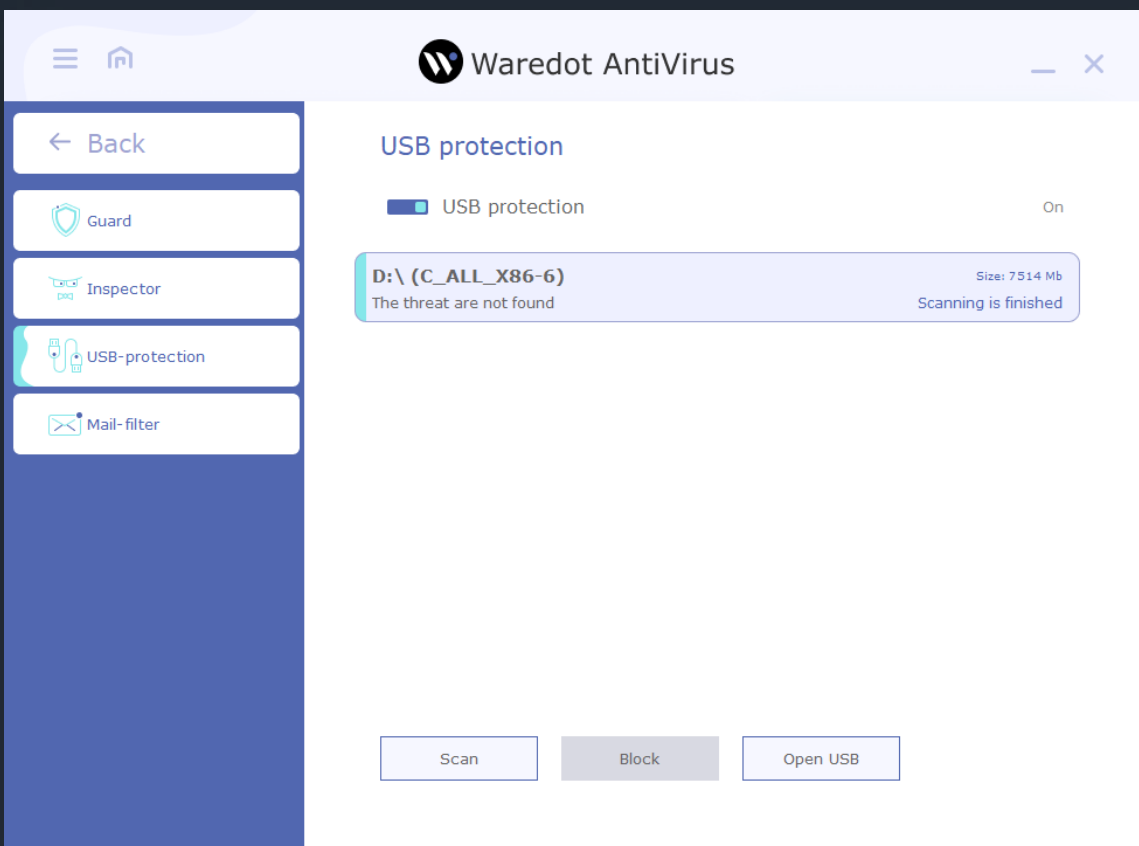 Waredot AntiVirus
Back
Guard
Inspector
USB-protection
Mail-filter
USB protection
USB protection On
D:\ (C_ALL_X86-6) Size: 7514 Mb
The threat are not found Scanning is finished
Scan Block Open USB